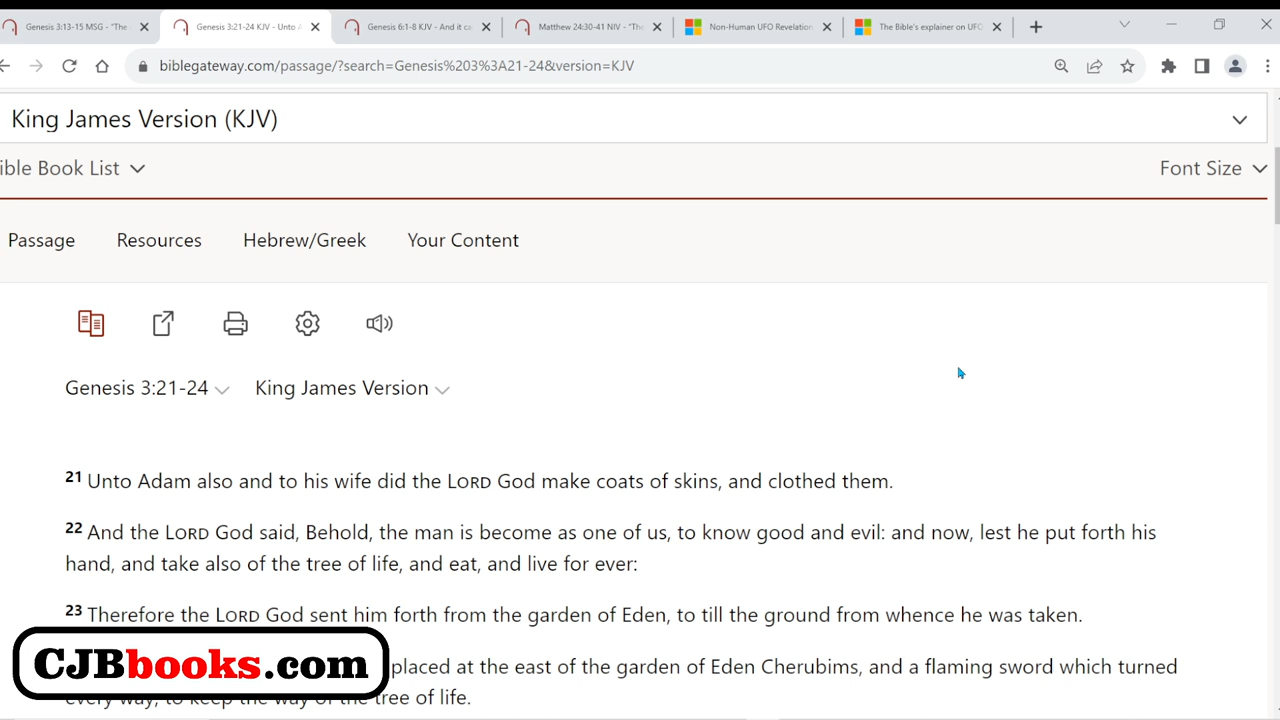 Genesis 3:13-15 MSG - "The
Genesis 3:21-24 KJV - Unto A
Genesis 6:1-8 KJV - And it ca
Matthew 24:30-41 NIV - "The
Non-Human UFO Revelation
The Bible's explainer on UFO
biblegateway.com/passage/?search=Genesis%203%3A21-24&version=KJV
King James Version (KJV)
ible Book List
Font Size
Passage Resources Hebrew/Greek Your Content
Genesis 3:21-24 King James Version
21 Unto Adam also and to his wife did the LORD God make coats of skins, and clothed them.
22 And the LORD God said, Behold, the man is become as one of us, to know good and evil: and now, lest he put forth his
hand, and take also of the tree of life, and eat, and live for ever:
23 Therefore the LORD God sent him forth from the garden of Eden, to till the ground from whence he was taken.
placed at the east of the garden of Eden Cherubims, and a flaming sword which turned
every way, to keep the way of the tree of life.
CJBbooks.com